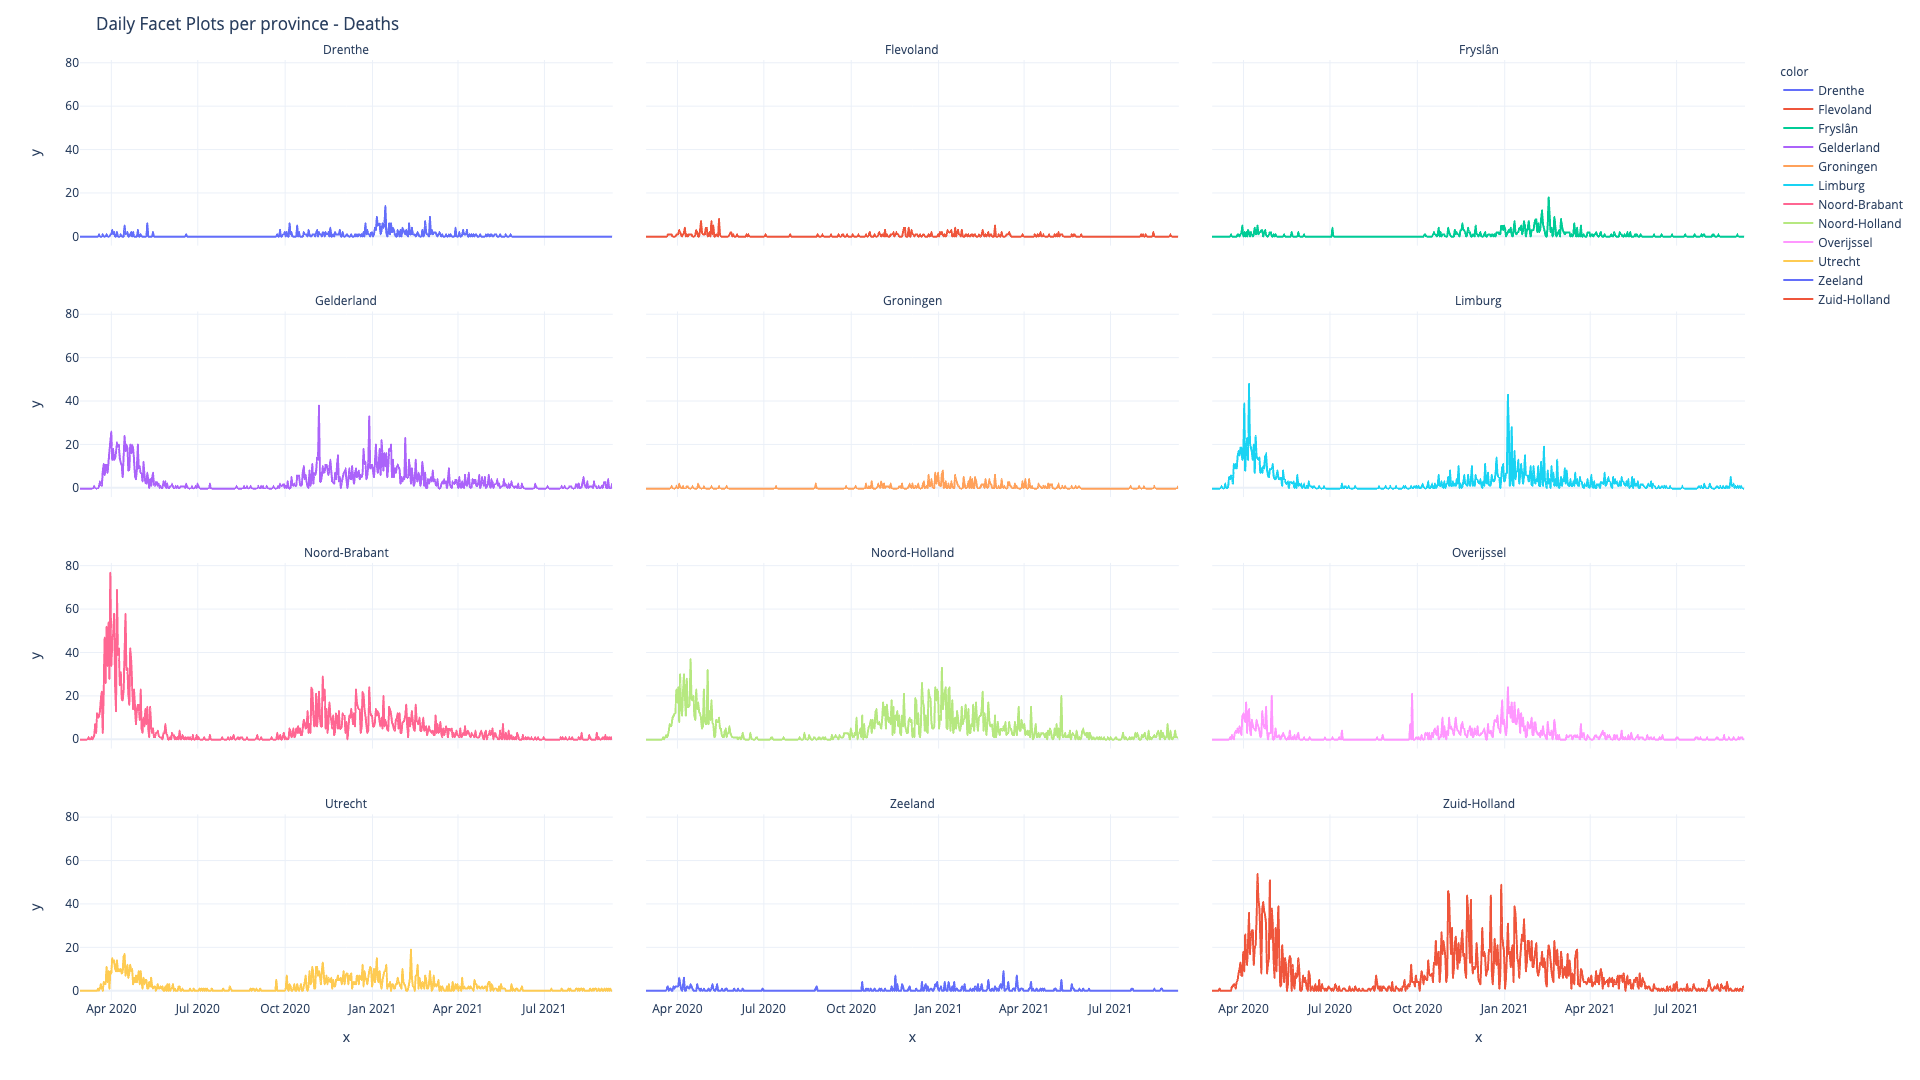 Daily Facet Plots per province - Deaths
Drenthe
Flevoland
Fryslân
80
60
40
20
0
y
color
Drenthe
Flevoland
Fryslân
Gelderland
Groningen
Limburg
Noord-Brabant
Noord-Holland
Overijssel
Utrecht
Zeeland
Zuid-Holland
Gelderland
Groningen
Limburg
80
60
40
20
0
y
Noord-Brabant
Noord-Holland
Overijssel
80
60
40
20
0
y
Utrecht
Zeeland
Zuid-Holland
80
60
40
20
0
y
Apr 2020 Jul 2020 Oct 2020 Jan 2021 Apr 2021 Jul 2021
Apr 2020 Jul 2020 Oct 2020 Jan 2021 Apr 2021 Jul 2021
Apr 2020 Jul 2020 Oct 2020 Jan 2021 Apr 2021 Jul 2021
x
x
x